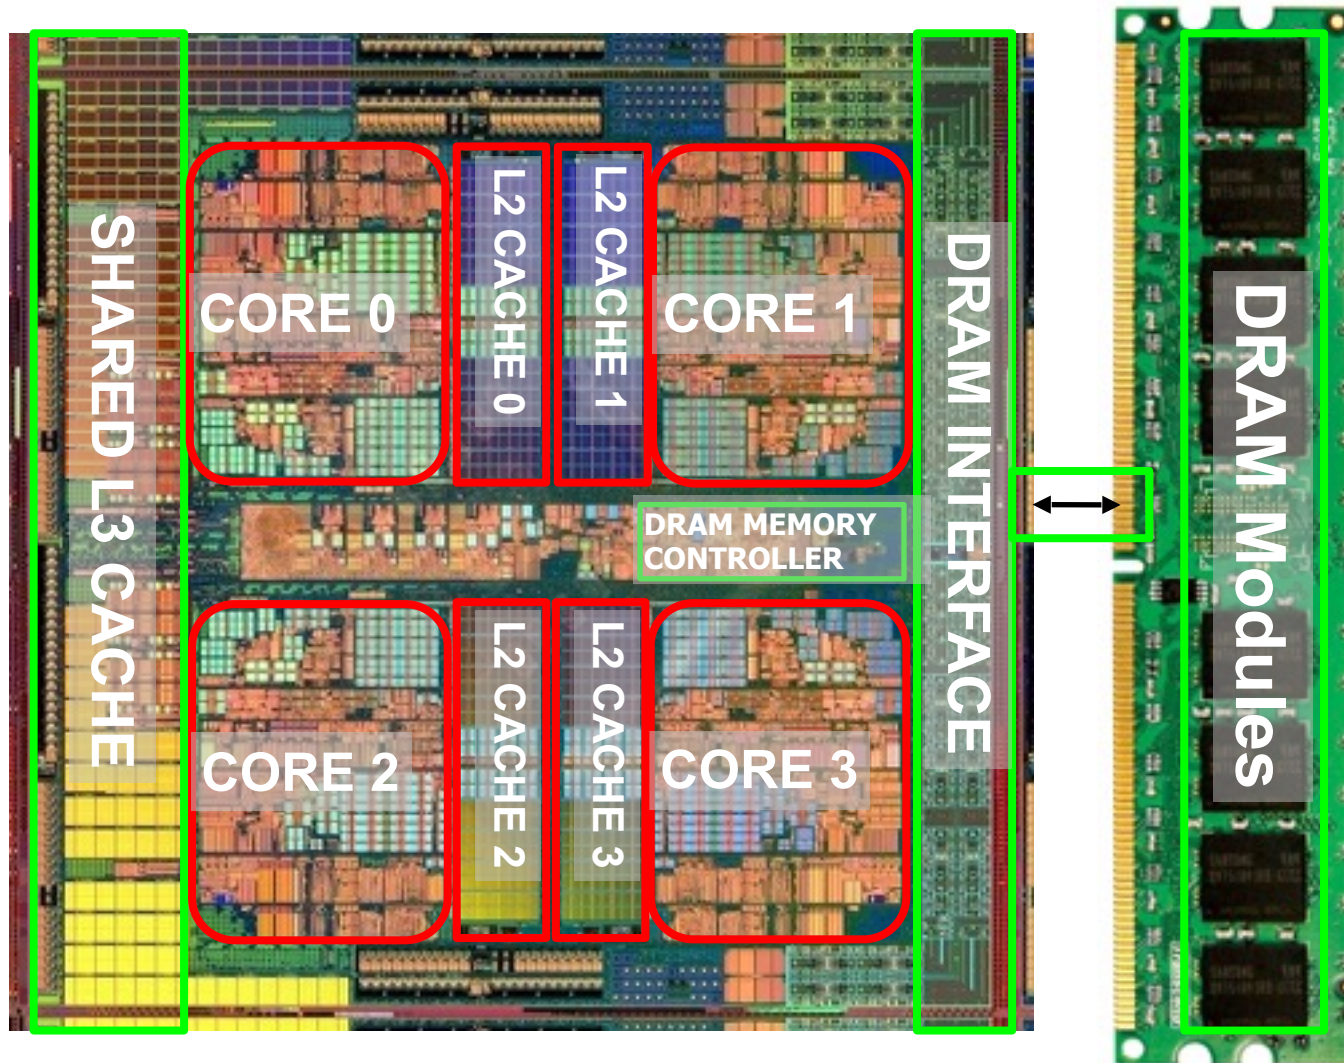 SHARED L3 CACHE
CORE 0
L2 CACHE 0
L2 CACHE 1
CORE 1
DRAM INTERFACE
DRAM Modules
DRAM MEMORY
CONTROLLER
CORE 2
L2 CACHE 2
L2 CACHE 3
CORE 3